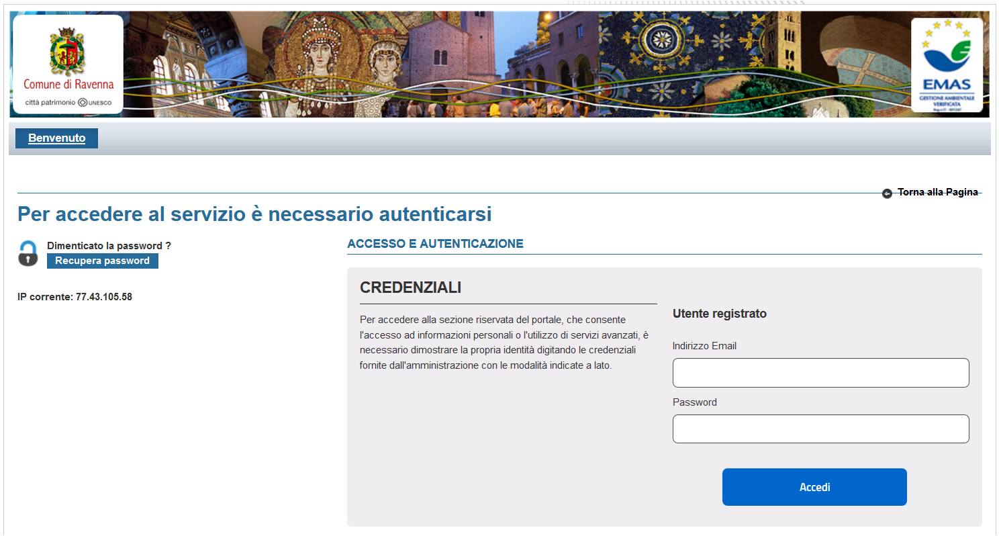 Comune di Ravenna
città patrimonio UNESCO
EMAS
GESTIONE AMBIENTALE
VERIFICATA
Reg.n.IT - 001247
Benvenuto
Torna alla Pagina
Per accedere al servizio è necessario autenticarsi
Dimenticato la password ?
Recupera password
IP corrente: 77.43.105.58
ACCESSO E AUTENTICAZIONE
CREDENZIALI
Per accedere alla sezione riservata del portale, che consente
l'accesso ad informazioni personali o l'utilizzo di servizi avanzati, è
necessario dimostrare la propria identità digitando le credenziali
fornite dall'amministrazione con le modalità indicate a lato.
Utente registrato
Indirizzo Email
Password
Accedi